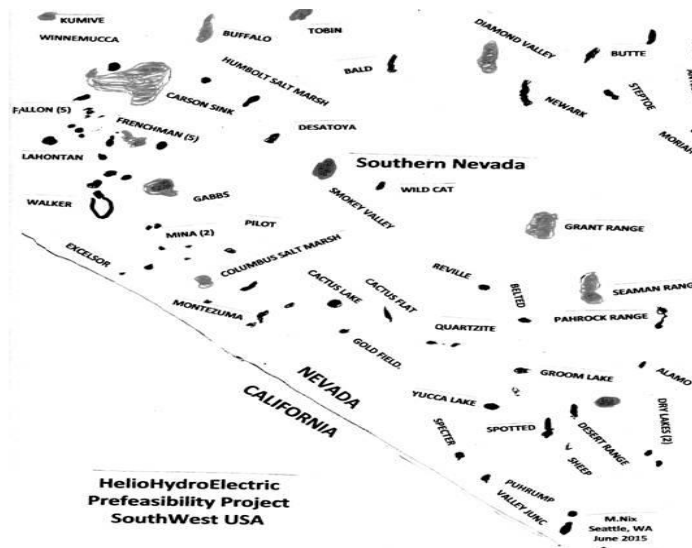 KUMIVE
WINNEMUCCA
BUFFALO
TOBIN
DIAMOND VALLEY
BUTTE
BALD
HUMBOLT SALT MARSH
CARSON SINK
NEWARK
STEPTOE
FALLON (5)
FRENCHMAN (5)
DESATOYA
MORIAH
LAHONTAN
Southern Nevada
WILD CAT
SMOKEY VALLEY
WALKER
GABBS
MINA (2)
PILOT
GRANT RANGE
EXCELSOR
COLUMBUS SALT MARSH
REVILLE
BELTED
SEAMAN RANG
CACTUS LAKE
CACTUS FLAT
MONTEZUMA
QUARTZITE
PAHROCK RANGE
GOLD FIELD.
NEVADA
CALIFORNIA
GROOM LAKE
ALAMO
YUCCA LAKE
SPOTTED
DESERT RANGE
DRY LAKES (2)
SPECTER
SHEEP
PUHRUMP
VALLEY JUNC
HelioHydroElectric
Prefeasibility Project
SouthWest USA
M.Nix
Seattle, WA
June 2015